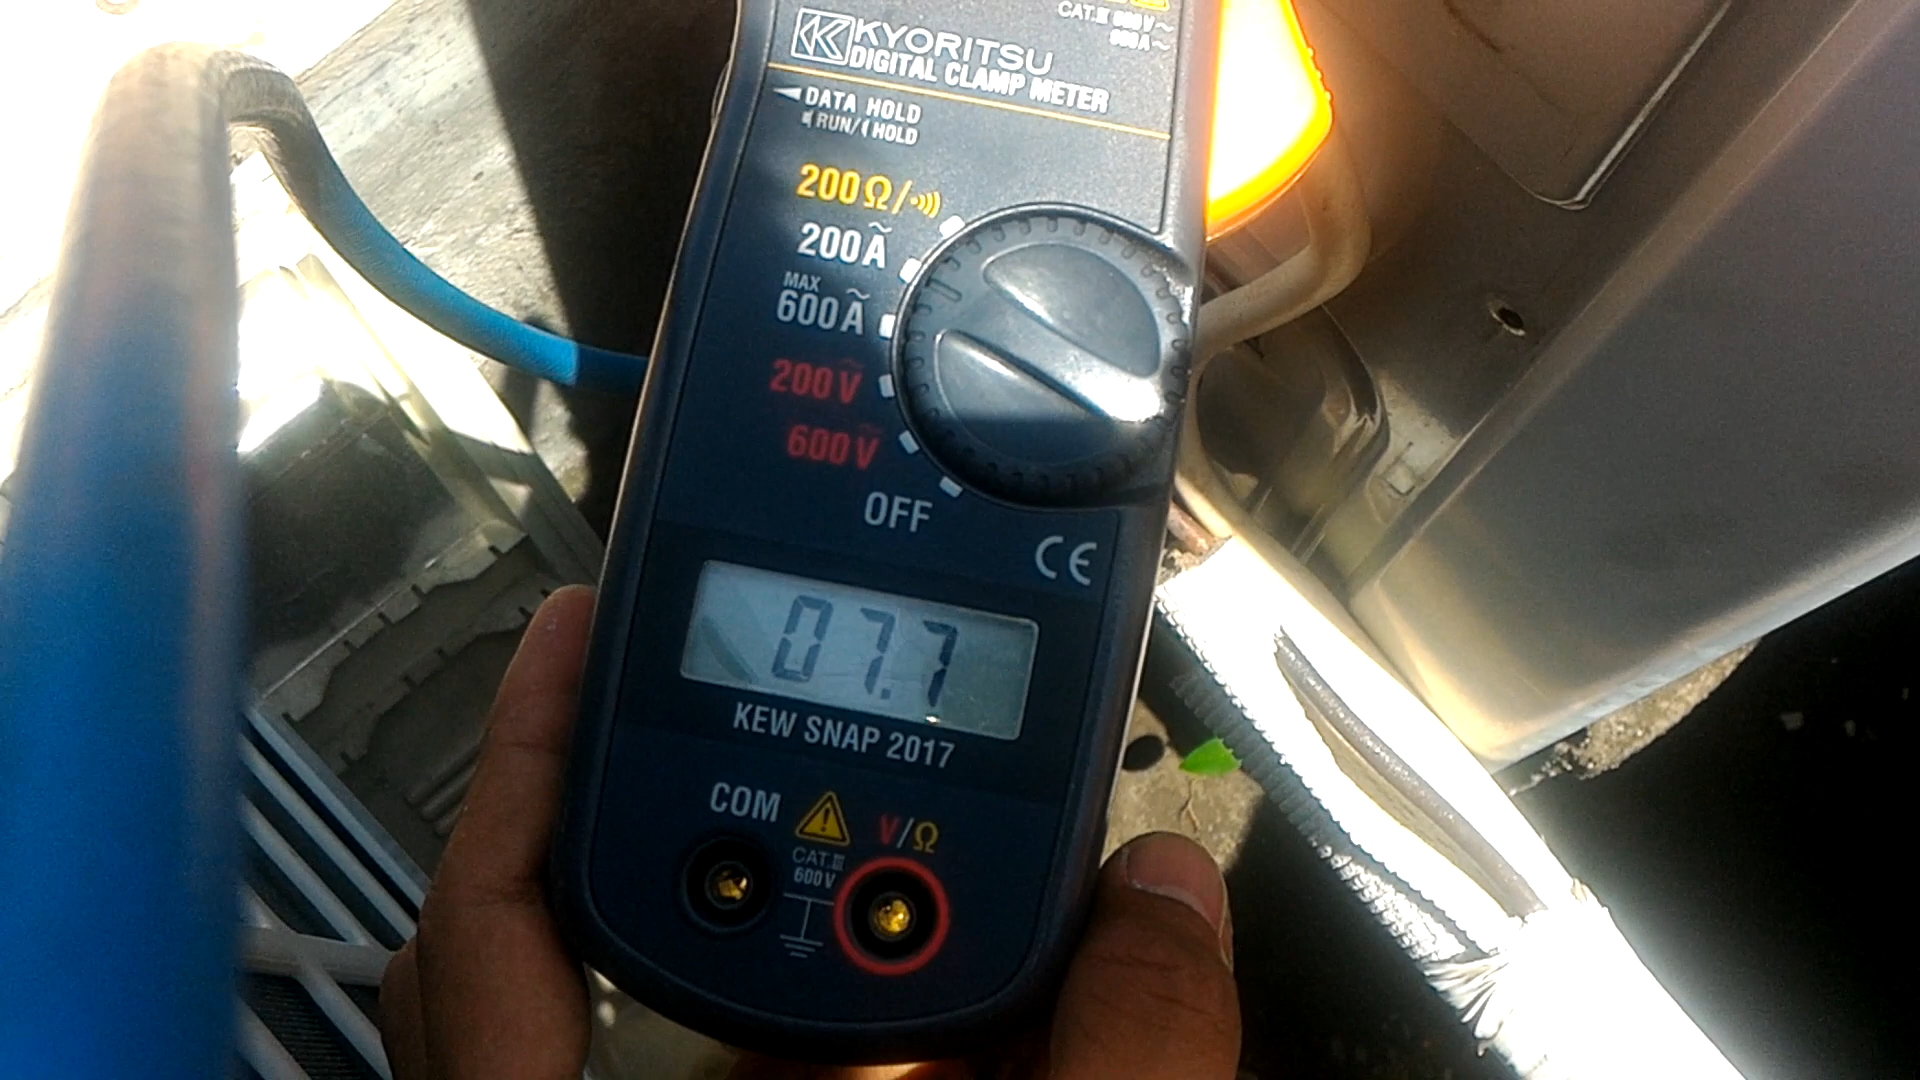 CAT.III 600V~
600A~
KYORITSU
DIGITAL CLAMP METER
DATA HOLD
RUN/ HOLD
200Ω/
200A~
MAX
600A~
200V~
600V~
OFF
CE
07.7
KEW SNAP 2017
COM
V/Ω
CAT.III
600V